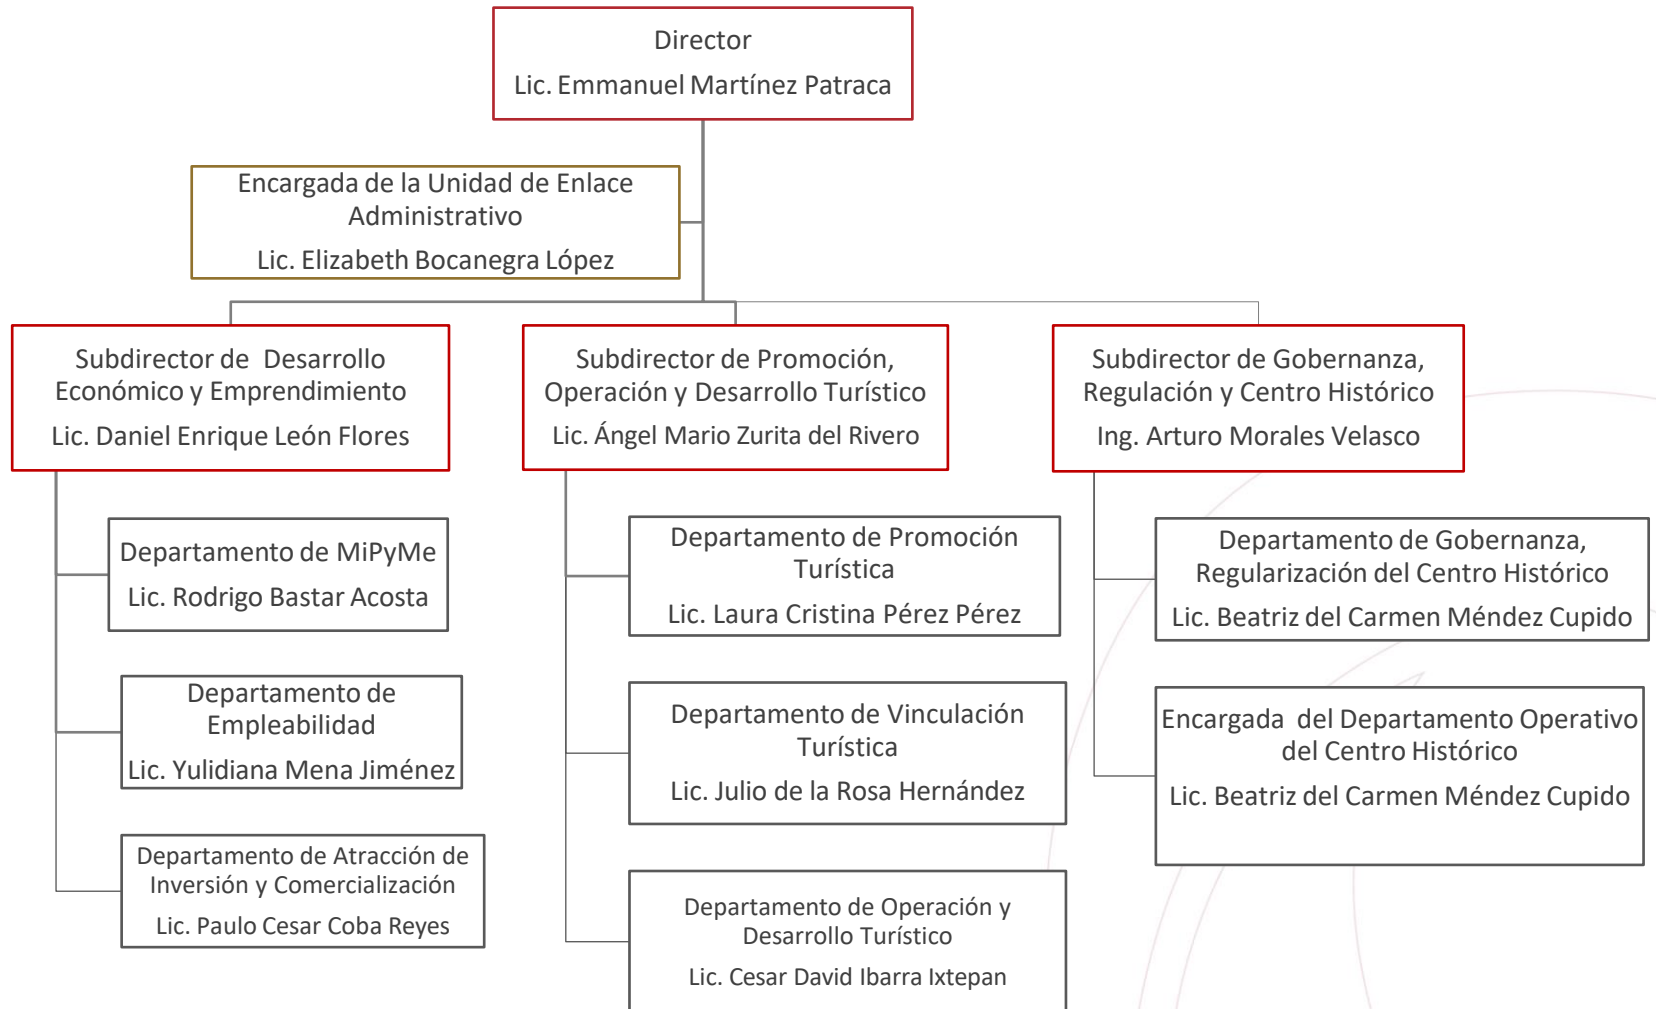 Director
Lic. Emmanuel Martínez Patraca
Encargada de la Unidad de Enlace
Administrativo
Lic. Elizabeth Bocanegra López
Subdirector de Desarrollo
Económico y Emprendimiento
Lic. Daniel Enrique León Flores
Departamento de MiPyMe
Lic. Rodrigo Bastar Acosta
Departamento de
Empleabilidad
Lic. Yulidiana Mena Jiménez
Departamento de Atracción de
Inversión y Comercialización
Lic. Paulo Cesar Coba Reyes
Subdirector de Promoción,
Operación y Desarrollo Turístico
Lic. Ángel Mario Zurita del Rivero
Departamento de Promoción
Turística
Lic. Laura Cristina Pérez Pérez
Departamento de Vinculación
Turística
Lic. Julio de la Rosa Hernández
Departamento de Operación y
Desarrollo Turístico
Lic. Cesar David Ibarra Ixtepan
Subdirector de Gobernanza,
Regulación y Centro Histórico
Ing. Arturo Morales Velasco
Departamento de Gobernanza,
Regularización del Centro Histórico
Lic. Beatriz del Carmen Méndez Cupido
Encargada del Departamento Operativo
del Centro Histórico
Lic. Beatriz del Carmen Méndez Cupido